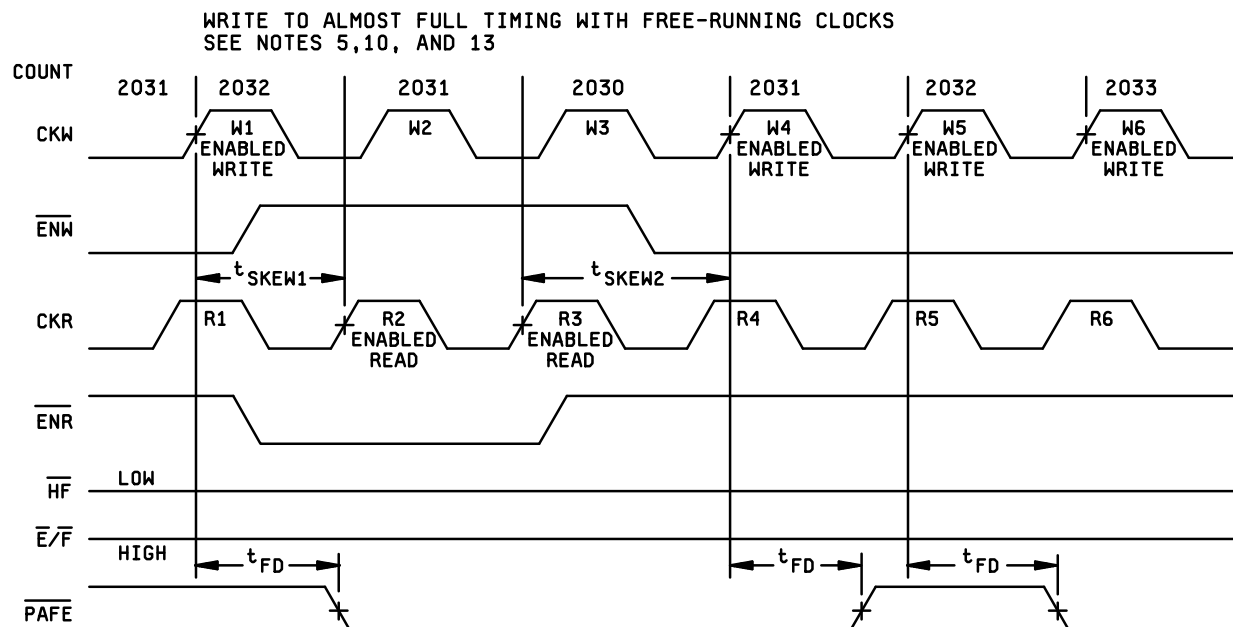 WRITE TO ALMOST FULL TIMING WITH FREE-RUNNING CLOCKS
SEE NOTES 5,10, AND 13
COUNT
2031 2032 2031 2030 2031 2032 2033
CKW
W1 ENABLED WRITE
W2
W3
W4 ENABLED WRITE
W5 ENABLED WRITE
W6 ENABLED WRITE
ENW
tSKEW1
tSKEW2
CKR
R1
R2 ENABLED READ
R3 ENABLED READ
R4
R5
R6
ENR
HF
LOW
E/F
HIGH
tFD
tFD
tFD
PAFE